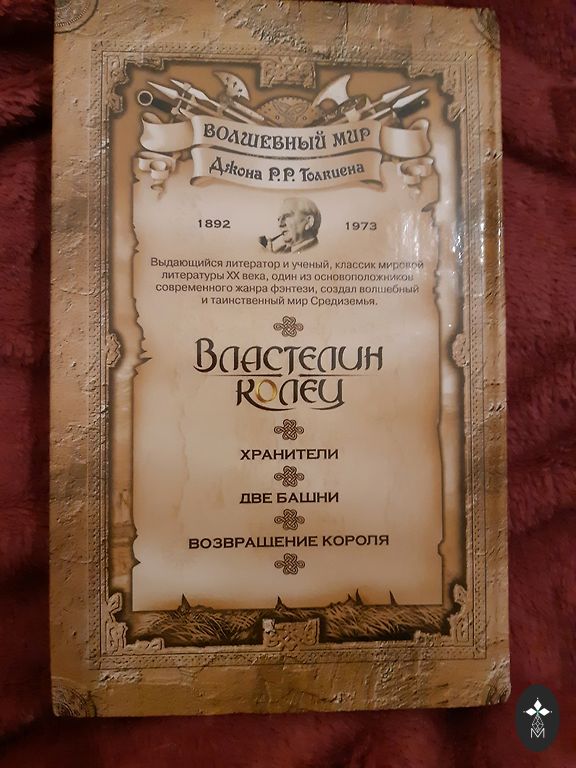 ВОЛШЕБНЫЙ МИР
Джона Р.Р. Толкиена
1892
1973
Выдающийся литератор и ученый, классик мировой
литературы XX века, один из основоположников
современного жанра фэнтези, создал волшебный
и таинственный мир Средиземья.
ВЛАСТЕЛИН
КОЛЕЦ
ХРАНИТЕЛИ
ДВЕ БАШНИ
ВОЗВРАЩЕНИЕ КОРОЛЯ
M